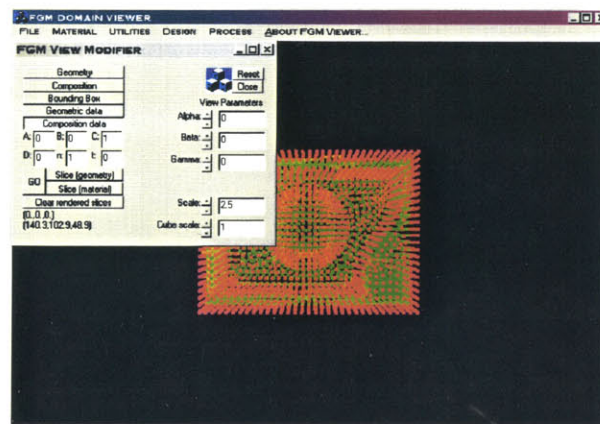 FGM DOMAIN VIEWER
FILE MATERIAL UTILITIES DESIGN PROCESS ABOUT FGM VIEWER...
FGM VIEW MODIFIER
Geometry
Composition
Bounding Box
Geometric data
Composition data
A: 0 B: 0 C: 1
D: 0 n: 1 t: 0
GO
Slice (geometry)
Slice (material)
Clear rendered slices
(0,.0,.0,)
(140.3,102.9,48.9)
Reset
Close
View Parameters
Alpha: 0
Beta: 0
Gamma: 0
Scale: 2.5
Cube scale: 1